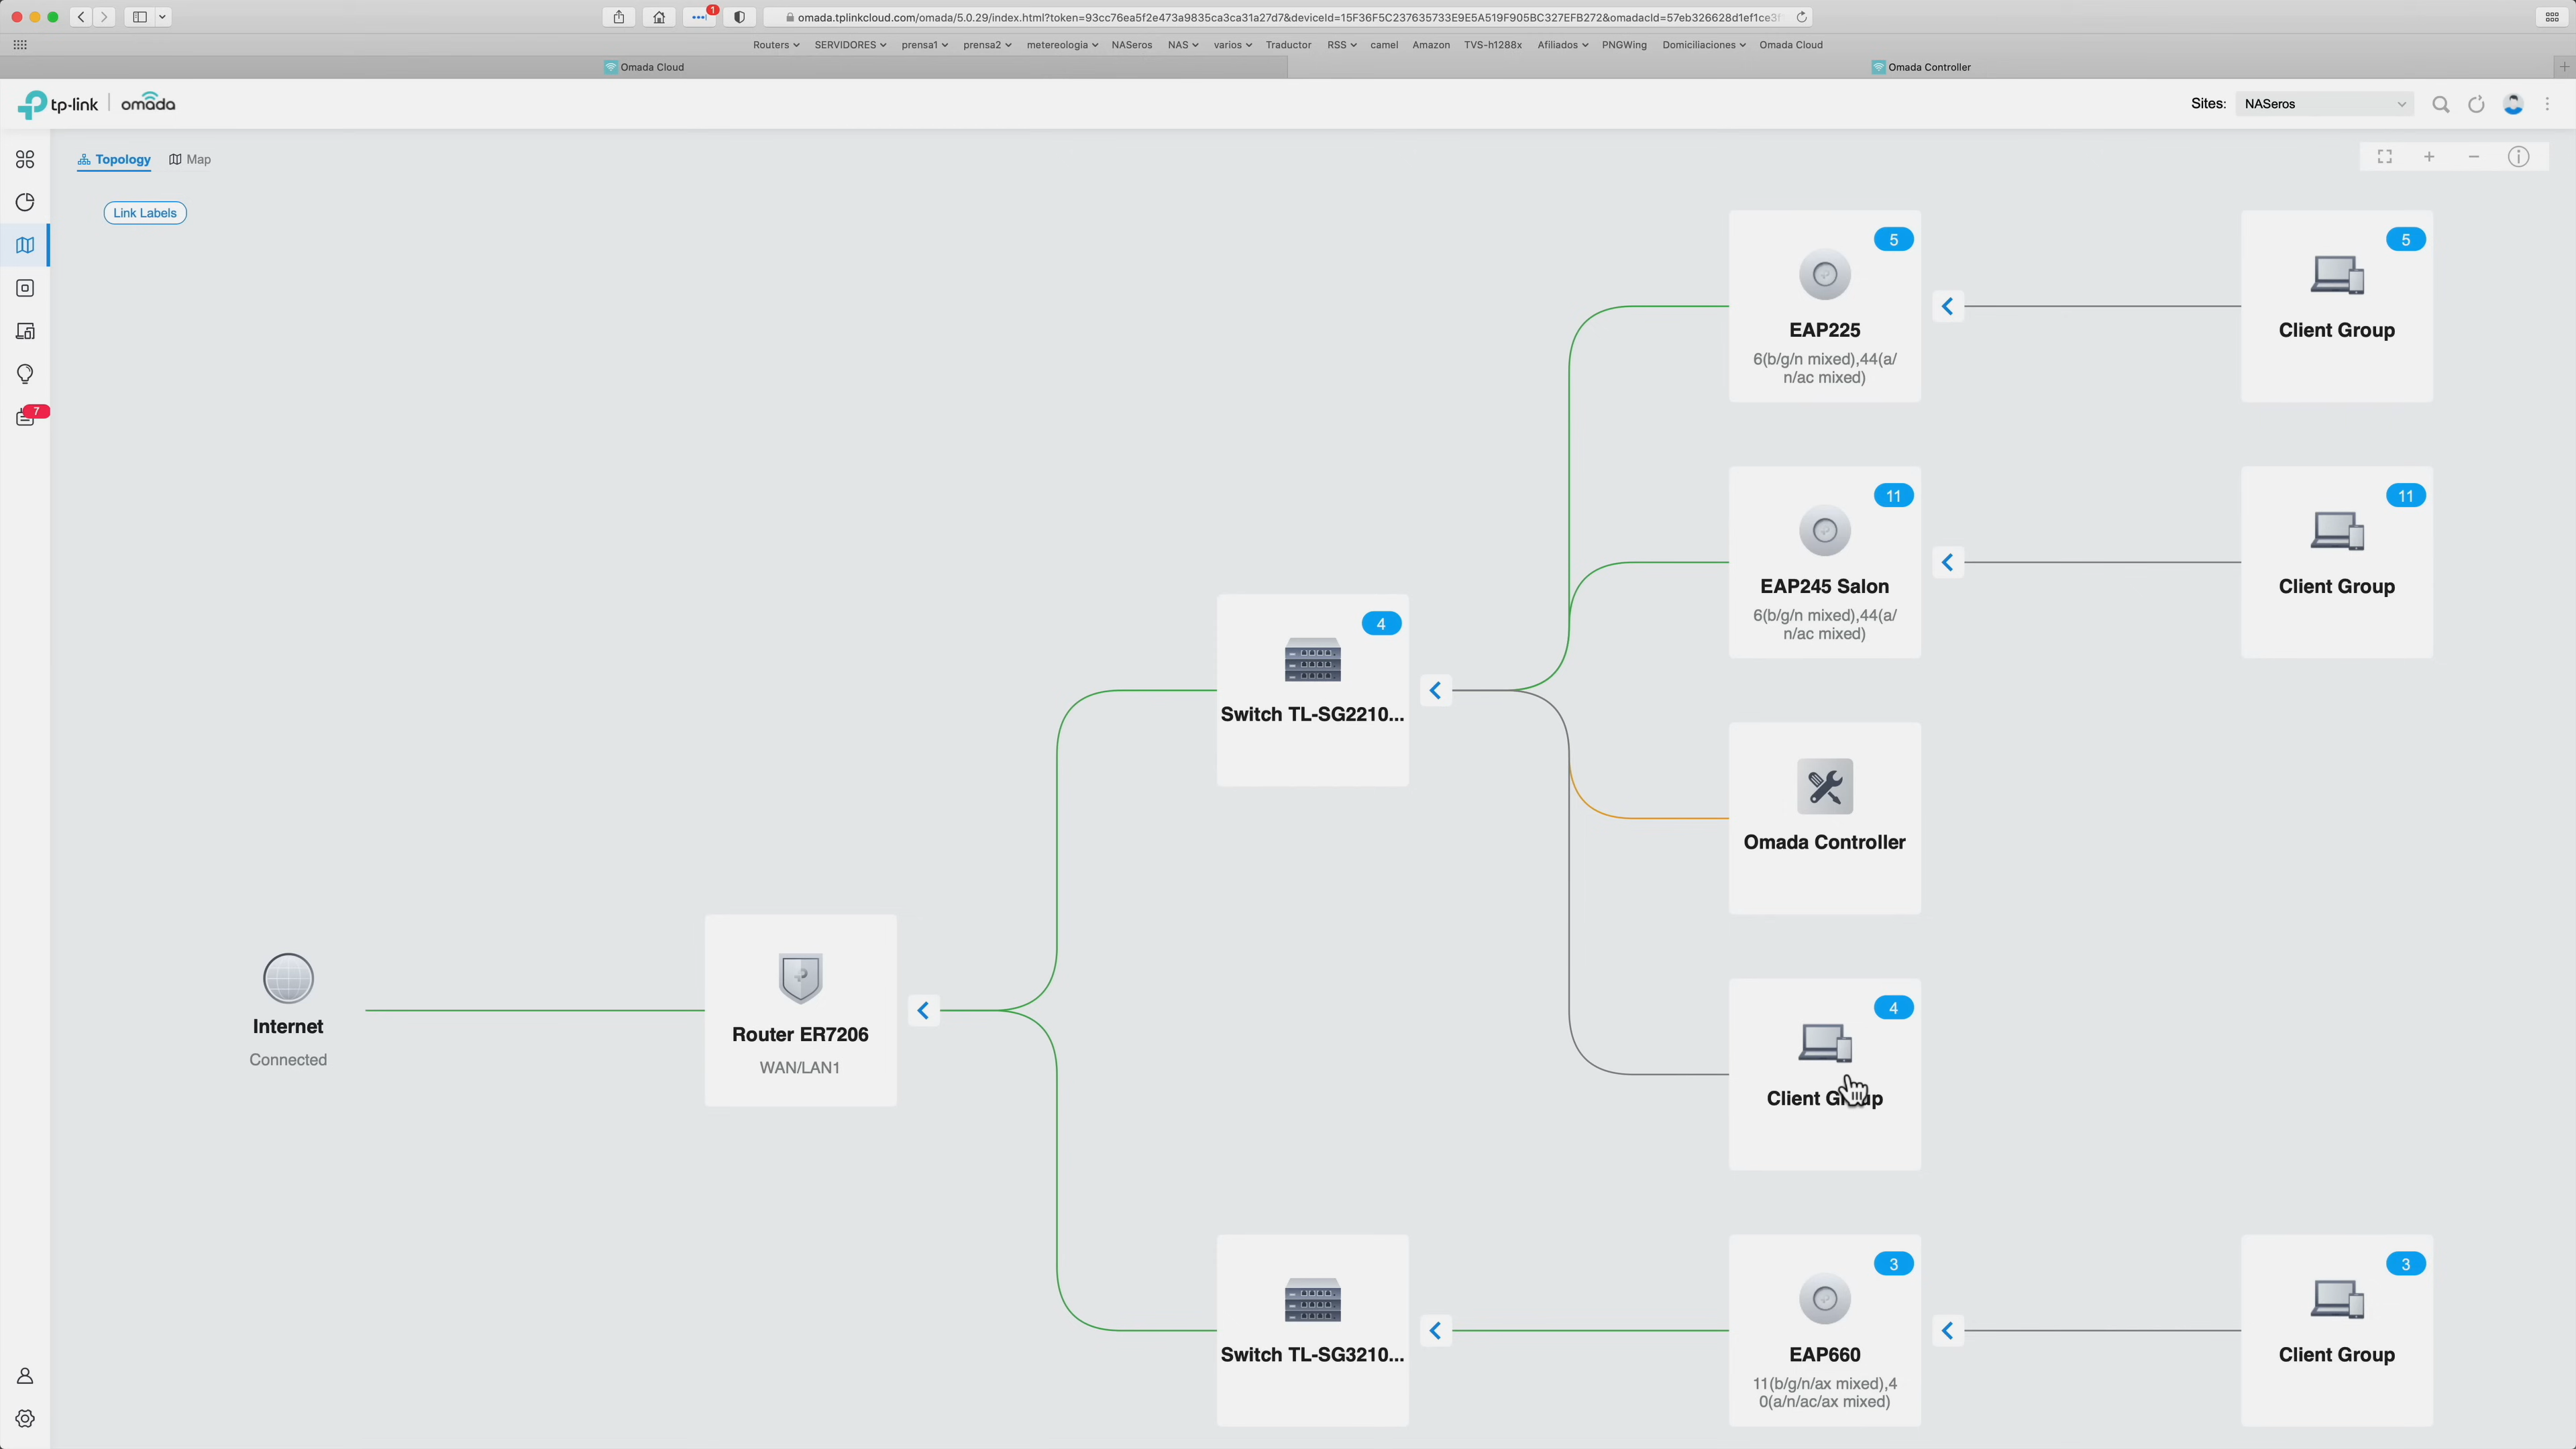 1
omada.tplinkcloud.com/omada/5.0.29/index.html?token=93cc76ea5f2e473a9835ca3ca31a27d7&deviceId=15F36F5C237635733E9E5A519F905BC327EFB272&omadacId=57eb326628d1ef1ce3f
Routers SERVIDORES prensa1 prensa2 metereologia NASeros NAS varios Traductor RSS camel Amazon TVS-h1288x Afiliados PNGWing Domiciliaciones Omada Cloud
Omada Cloud
Omada Controller
tp-link | omada
Sites: NASeros
Topology Map
Link Labels
7
5
EAP225
6(b/g/n mixed),44(a/
n/ac mixed)
5
Client Group
11
EAP245 Salon
6(b/g/n mixed),44(a/
n/ac mixed)
11
Client Group
4
Switch TL-SG2210...
Omada Controller
Internet
Connected
Router ER7206
WAN/LAN1
4
Client Group
Switch TL-SG3210...
3
EAP660
11(b/g/n/ax mixed),4
0(a/n/ac/ax mixed)
3
Client Group